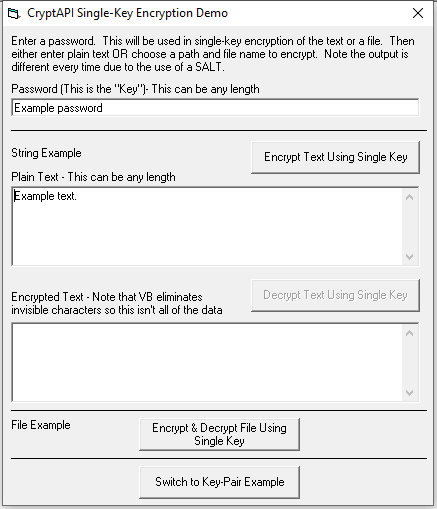 CryptAPI Single-Key Encryption Demo
Enter a password.  This will be used in single-key encryption of the text or a file.  Then
either enter plain text OR choose a path and file name to encrypt.  Note the output is
different every time due to the use of a SALT.
Password (This is the "Key")- This can be any length
Example password
String Example
Encrypt Text Using Single Key
Plain Text - This can be any length
Example text.
Decrypt Text Using Single Key
Encrypted Text - Note that VB eliminates
invisible characters so this isn't all of the data
File Example
Encrypt & Decrypt File Using
Single Key
Switch to Key-Pair Example